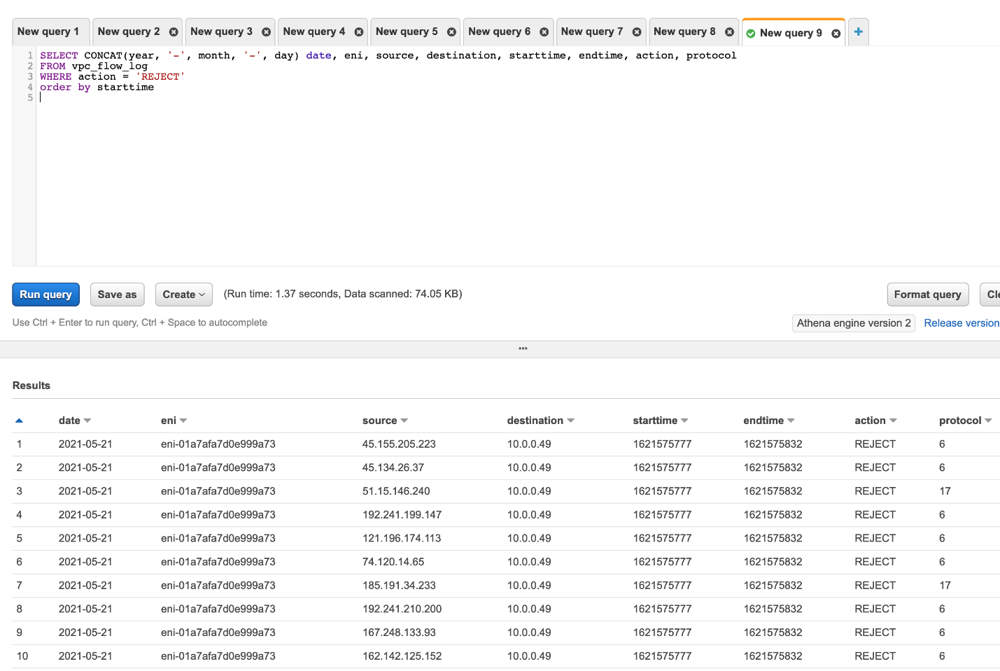 New query 1 New query 2 New query 3 New query 4 New query 5 New query 6 New query 7 New query 8 New query 9 +
1 SELECT CONCAT(year, '-', month, '-', day) date, eni, source, destination, starttime, endtime, action, protocol
2 FROM vpc_flow_log
3 WHERE action = 'REJECT'
4 order by starttime
5
Run query Save as Create (Run time: 1.37 seconds, Data scanned: 74.05 KB) Format query Cle
Use Ctrl + Enter to run query, Ctrl + Space to autocomplete Athena engine version 2 Release version
Results
date eni source destination starttime endtime action protocol
1 2021-05-21 eni-01a7afa7d0e999a73 45.155.205.223 10.0.0.49 1621575777 1621575832 REJECT 6
2 2021-05-21 eni-01a7afa7d0e999a73 45.134.26.37 10.0.0.49 1621575777 1621575832 REJECT 6
3 2021-05-21 eni-01a7afa7d0e999a73 51.15.146.240 10.0.0.49 1621575777 1621575832 REJECT 17
4 2021-05-21 eni-01a7afa7d0e999a73 192.241.199.147 10.0.0.49 1621575777 1621575832 REJECT 6
5 2021-05-21 eni-01a7afa7d0e999a73 121.196.174.113 10.0.0.49 1621575777 1621575832 REJECT 6
6 2021-05-21 eni-01a7afa7d0e999a73 74.120.14.65 10.0.0.49 1621575777 1621575832 REJECT 6
7 2021-05-21 eni-01a7afa7d0e999a73 185.191.34.233 10.0.0.49 1621575777 1621575832 REJECT 17
8 2021-05-21 eni-01a7afa7d0e999a73 192.241.210.200 10.0.0.49 1621575777 1621575832 REJECT 6
9 2021-05-21 eni-01a7afa7d0e999a73 167.248.133.93 10.0.0.49 1621575777 1621575832 REJECT 6
10 2021-05-21 eni-01a7afa7d0e999a73 162.142.125.152 10.0.0.49 1621575777 1621575832 REJECT 6